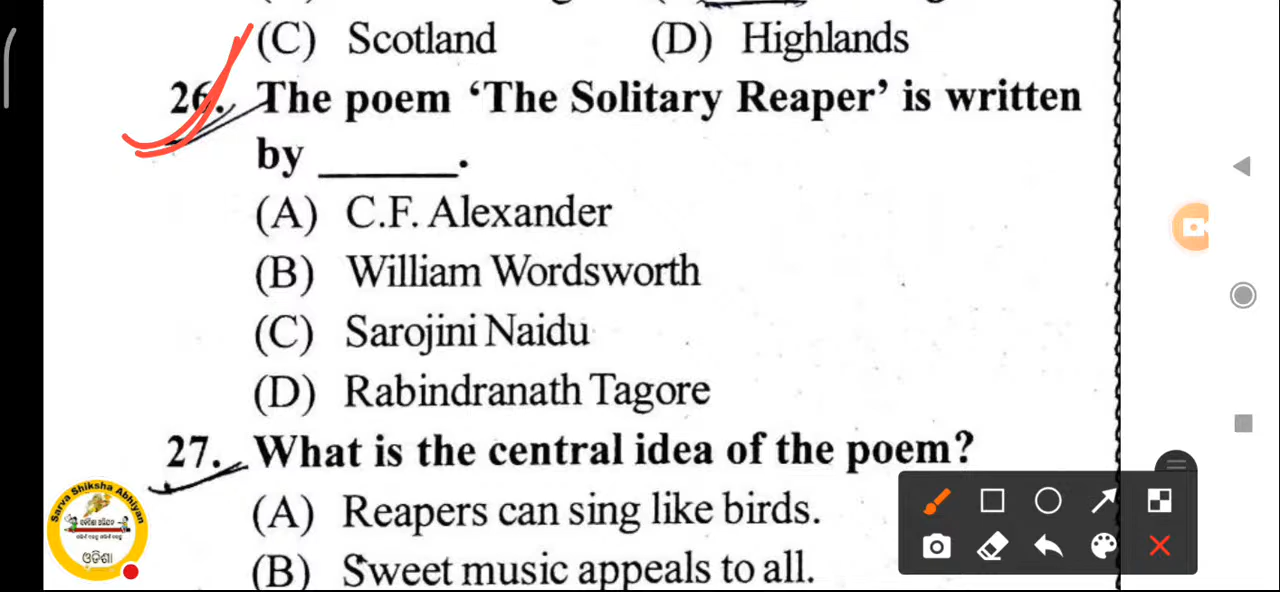 (C) Scotland (D) Highlands
26. The poem ‘The Solitary Reaper’ is written
by ______.
(A) C.F. Alexander
(B) William Wordsworth
(C) Sarojini Naidu
(D) Rabindranath Tagore
27. What is the central idea of the poem?
(A) Reapers can sing like birds.
(B) Sweet music appeals to all.
Sarva Shiksha Abhiyan
ଓଡ଼ିଶା